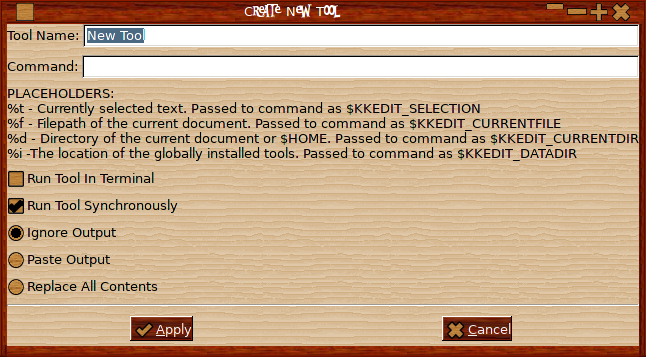 Create New Tool
Tool Name: New Tool
Command:
PLACEHOLDERS:
%t - Currently selected text. Passed to command as $KKEDIT_SELECTION
%f - Filepath of the current document. Passed to command as $KKEDIT_CURRENTFILE
%d - Directory of the current document or $HOME. Passed to command as $KKEDIT_CURRENTDIR
%i -The location of the globally installed tools. Passed to command as $KKEDIT_DATADIR
Run Tool In Terminal
Run Tool Synchronously
Ignore Output
Paste Output
Replace All Contents
Apply Cancel